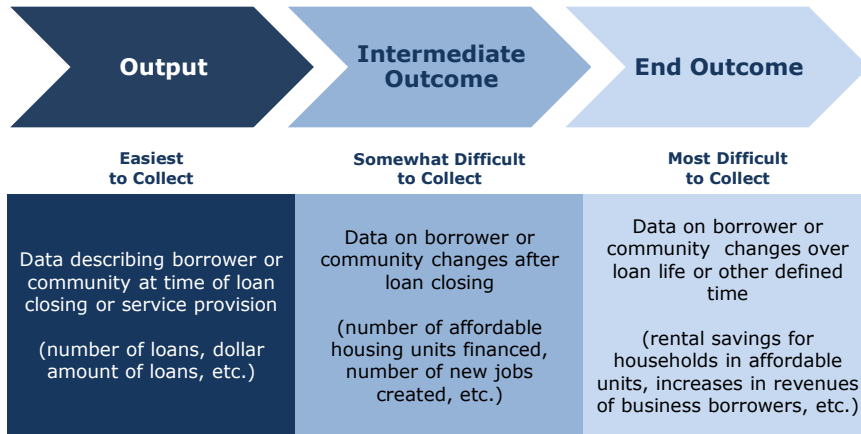 Output
Intermediate
Outcome
End Outcome
Easiest
to Collect
Somewhat Difficult
to Collect
Most Difficult
to Collect
Data describing borrower or
community at time of loan
closing or service provision
(number of loans, dollar
amount of loans, etc.)
Data on borrower or
community changes after
loan closing
(number of affordable
housing units financed,
number of new jobs
created, etc.)
Data on borrower or
community changes over
loan life or other defined
time
(rental savings for
households in affordable
units, increases in revenues
of business borrowers, etc.)